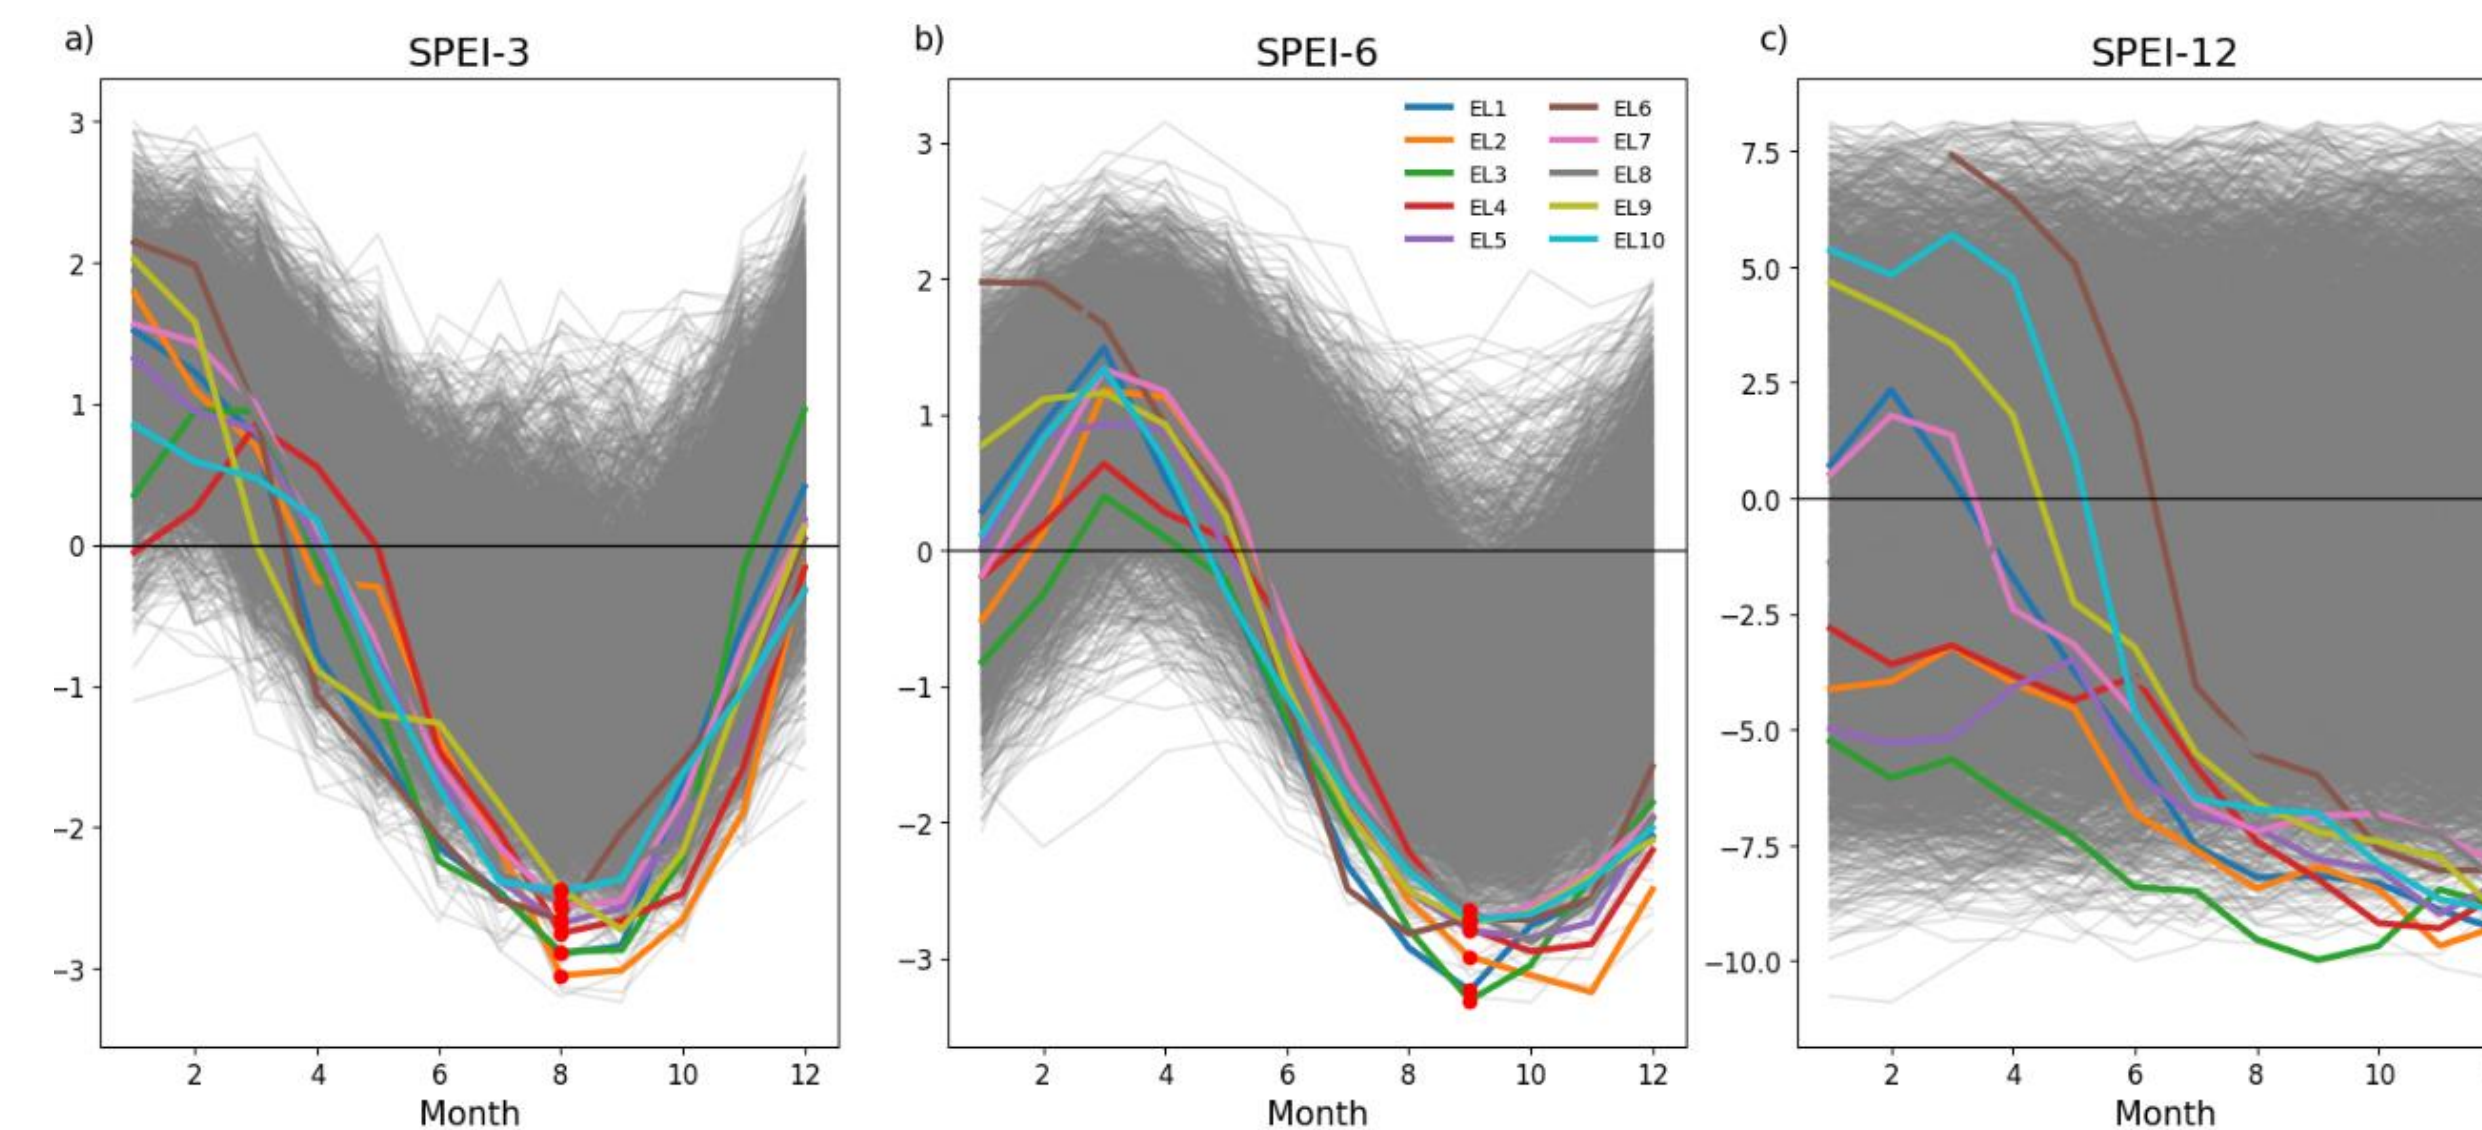 a)
SPEI-3
3
2
1
0
−1
−2
−3
2 4 6 8 10 12
Month
b)
SPEI-6
EL1 EL6
EL2 EL7
EL3 EL8
EL4 EL9
EL5 EL10
3
2
1
0
−1
−2
−3
2 4 6 8 10 12
Month
c)
SPEI-12
7.5
5.0
2.5
0.0
−2.5
−5.0
−7.5
−10.0
2 4 6 8 10
Month